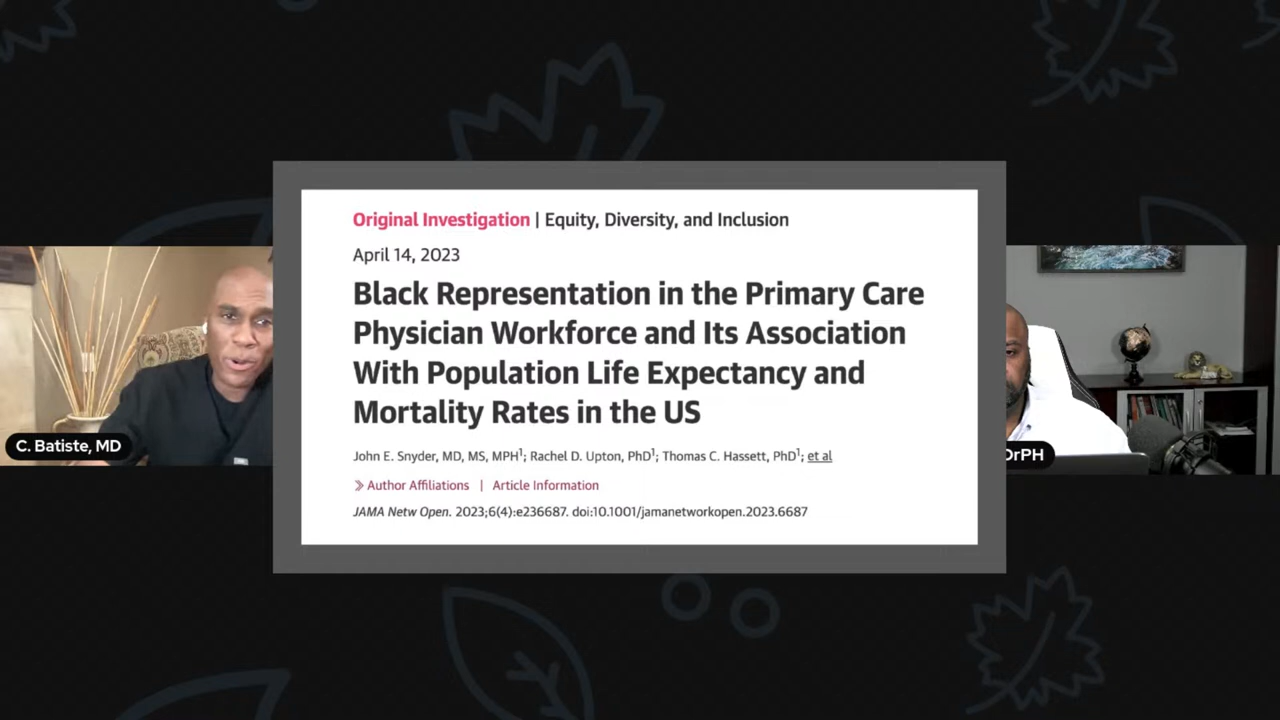 Original Investigation | Equity, Diversity, and Inclusion
April 14, 2023
Black Representation in the Primary Care
Physician Workforce and Its Association
With Population Life Expectancy and
Mortality Rates in the US
John E. Snyder, MD, MS, MPH1; Rachel D. Upton, PhD1; Thomas C. Hassett, PhD1; et al
» Author Affiliations | Article Information
JAMA Netw Open. 2023;6(4):e236687. doi:10.1001/jamanetworkopen.2023.6687
C. Batiste, MD
DrPH